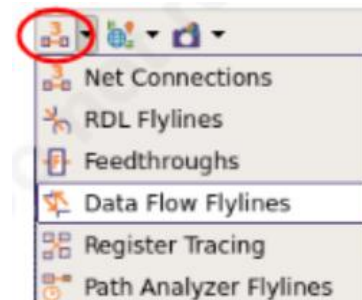 Net Connections
RDL Flylines
Feedthroughs
Data Flow Flylines
Register Tracing
Path Analyzer Flylines